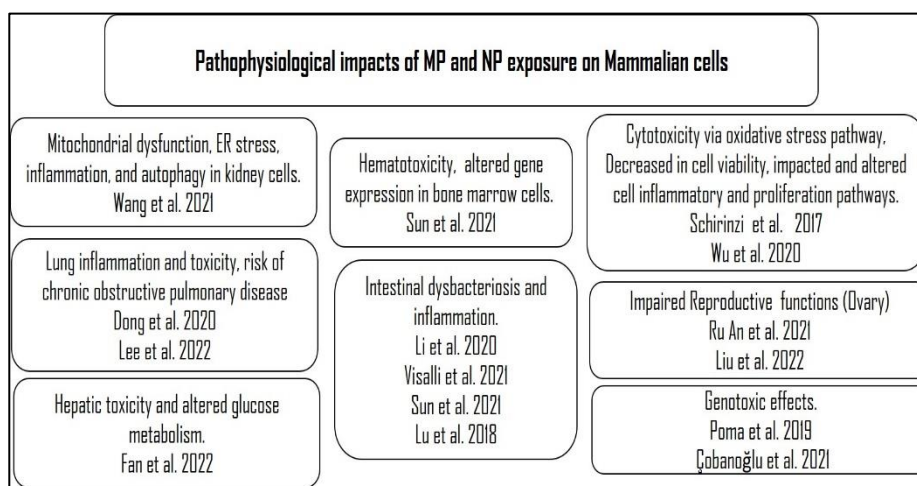 Pathophysiological impacts of MP and NP exposure on Mammalian cells
Mitochondrial dysfunction, ER stress,
inflammation, and autophagy in kidney cells.
Wang et al. 2021
Lung inflammation and toxicity, risk of
chronic obstructive pulmonary disease
Dong et al. 2020
Lee et al. 2022
Hepatic toxicity and altered glucose
metabolism.
Fan et al. 2022
Hematotoxicity, altered gene
expression in bone marrow cells.
Sun et al. 2021
Intestinal dysbacteriosis and
inflammation.
Li et al. 2020
Visalli et al. 2021
Sun et al. 2021
Lu et al. 2018
Cytotoxicity via oxidative stress pathway,
Decreased in cell viability, impacted and altered
cell inflammatory and proliferation pathways.
Schirinzi et al. 2017
Wu et al. 2020
Impaired Reproductive functions (Ovary)
Ru An et al. 2021
Liu et al. 2022
Genotoxic effects.
Poma et al. 2019
Çobanoğlu et al. 2021